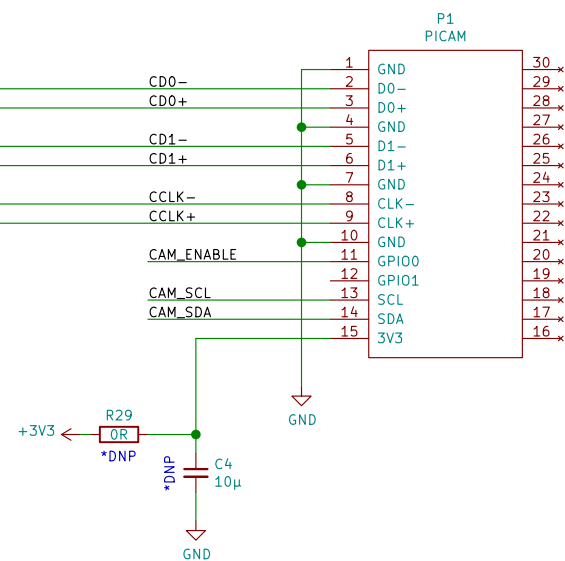 P1
PICAM
1 GND 30
CD0- 2 D0- 29
CD0+ 3 D0+ 28
4 GND 27
CD1- 5 D1- 26
CD1+ 6 D1+ 25
7 GND 24
CCLK- 8 CLK- 23
CCLK+ 9 CLK+ 22
10 GND 21
CAM_ENABLE 11 GPIO0 20
12 GPIO1 19
CAM_SCL 13 SCL 18
CAM_SDA 14 SDA 17
15 3V3 16
GND
R29
+3V3 0R
*DNP
*DNP
C4
10µ
GND